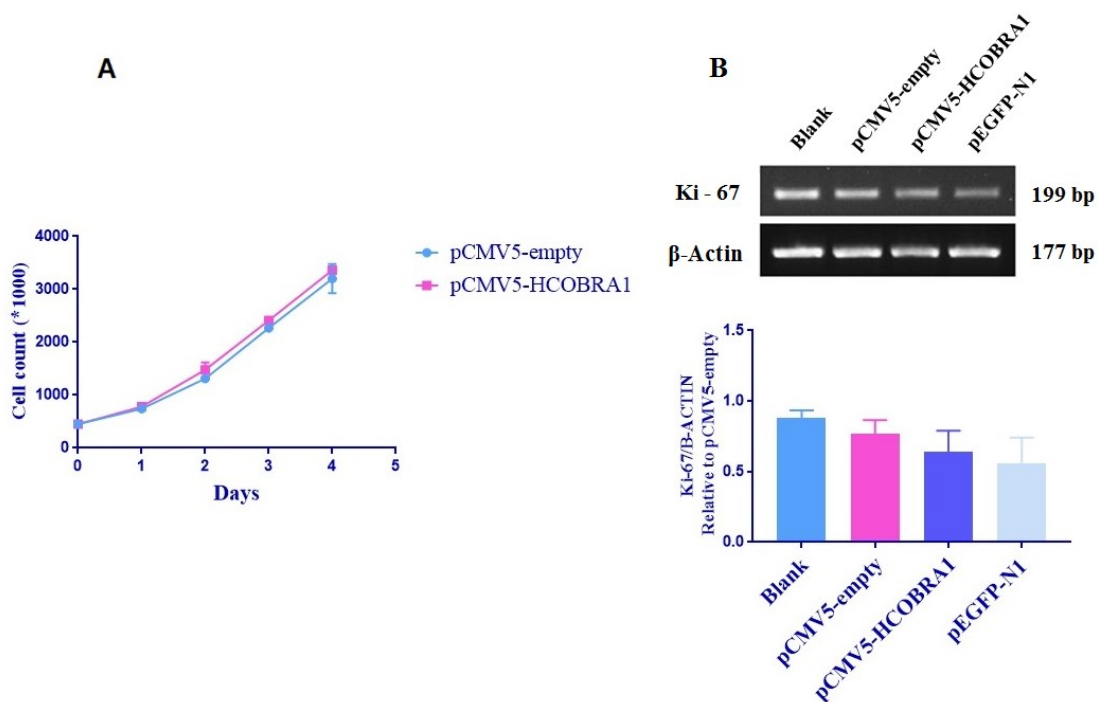 A
4000
3000
2000
1000
0
Cell count (*1000)
0 1 2 3 4 5
Days
pCMV5-empty
pCMV5-HCOBRA1
B
Blank
pCMV5-empty
pCMV5-HCOBRA1
pEGFP-N1
Ki - 67
199 bp
β-Actin
177 bp
1.5
1.0
0.5
0.0
Ki-67/B-ACTIN
Relative to pCMV5-empty
Blank
pCMV5-empty
pCMV5-HCOBRA1
pEGFP-N1